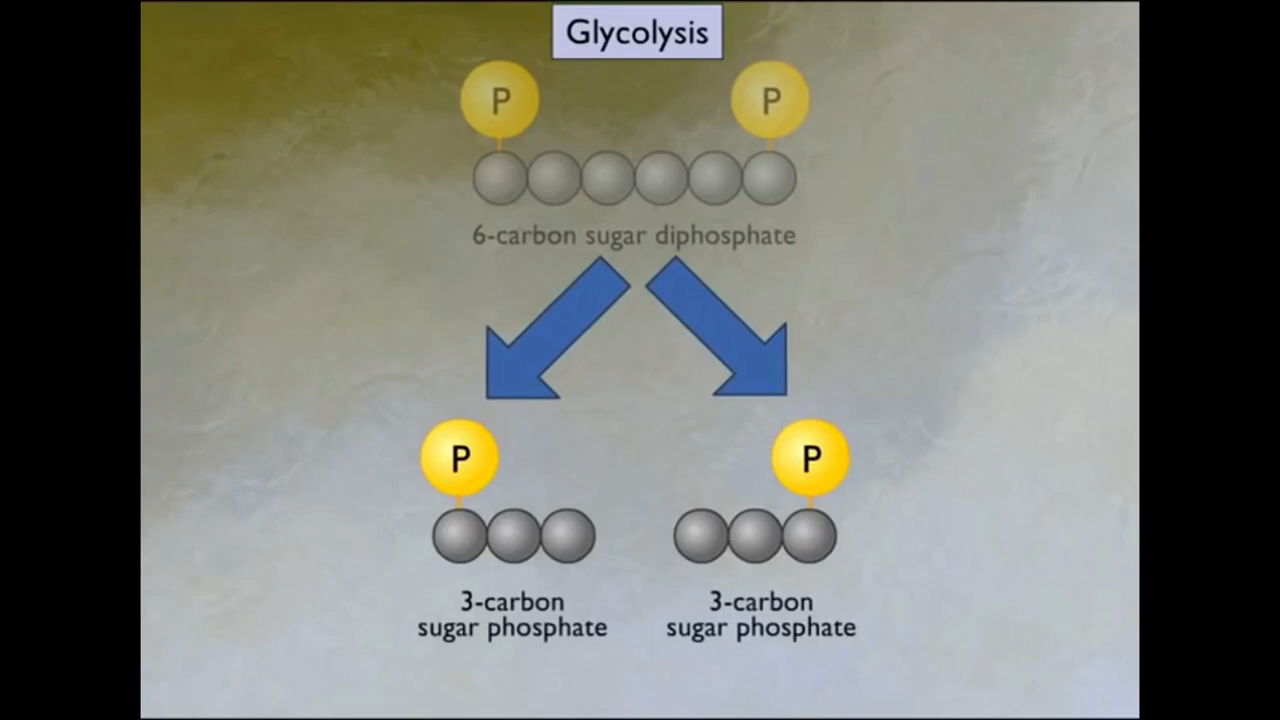 Glycolysis
P P
6-carbon sugar diphosphate
P P
3-carbon 3-carbon
sugar phosphate sugar phosphate